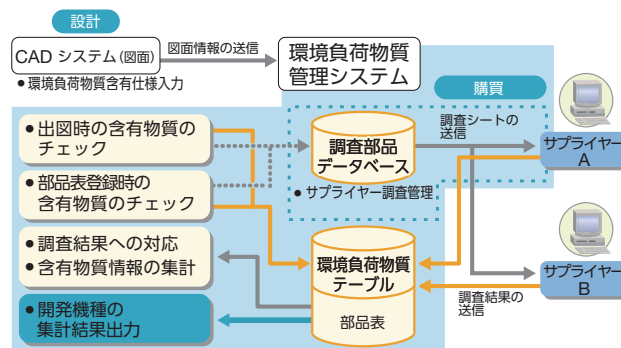 設計
CAD システム(図面)
図面情報の送信
環境負荷物質
管理システム
●環境負荷物質含有仕様入力
購買
●出図時の含有物質の
チェック
調査部品
データベース
調査シートの
送信
サプライヤー
A
●部品表登録時の
含有物質のチェック
●サプライヤー調査管理
●調査結果への対応
●含有物質情報の集計
環境負荷物質
テーブル
サプライヤー
B
調査結果の
送信
●開発機種の
集計結果出力
部品表